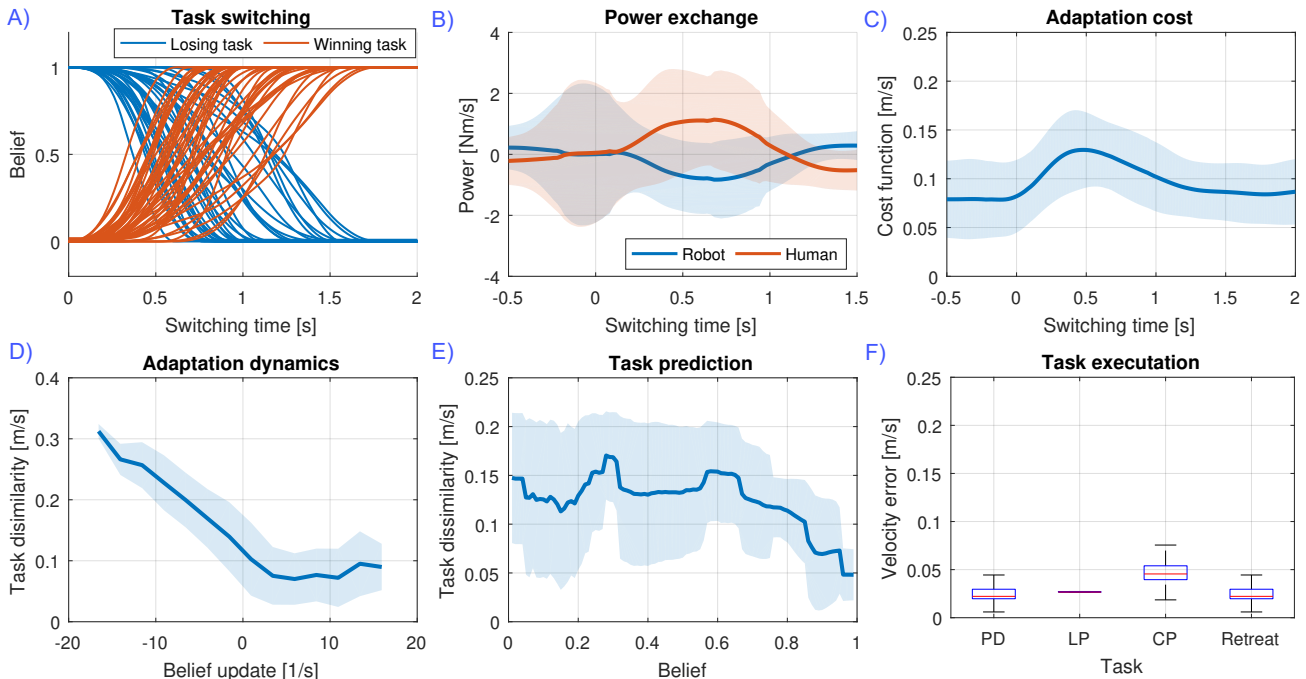 A)
Task switching
Losing task
Winning task
1
0.5
0
Belief
0
0.5
1
1.5
2
Switching time [s]
B)
Power exchange
4
2
0
-2
-4
Power [Nm/s]
Robot
Human
-0.5
0
0.5
1
1.5
Switching time [s]
C)
Adaptation cost
0.25
0.2
0.15
0.1
0.05
0
Cost function [m/s]
-0.5
0
0.5
1
1.5
2
Switching time [s]
D)
Adaptation dynamics
0.4
0.3
0.2
0.1
0
Task disimilarity [m/s]
-20
-10
0
10
20
Belief update [1/s]
E)
Task prediction
0.25
0.2
0.15
0.1
0.05
0
Task dissimilarity [m/s]
0
0.2
0.4
0.6
0.8
1
Belief
F)
Task executation
0.25
0.2
0.15
0.1
0.05
0
Velocity error [m/s]
PD
LP
CP
Retreat
Task